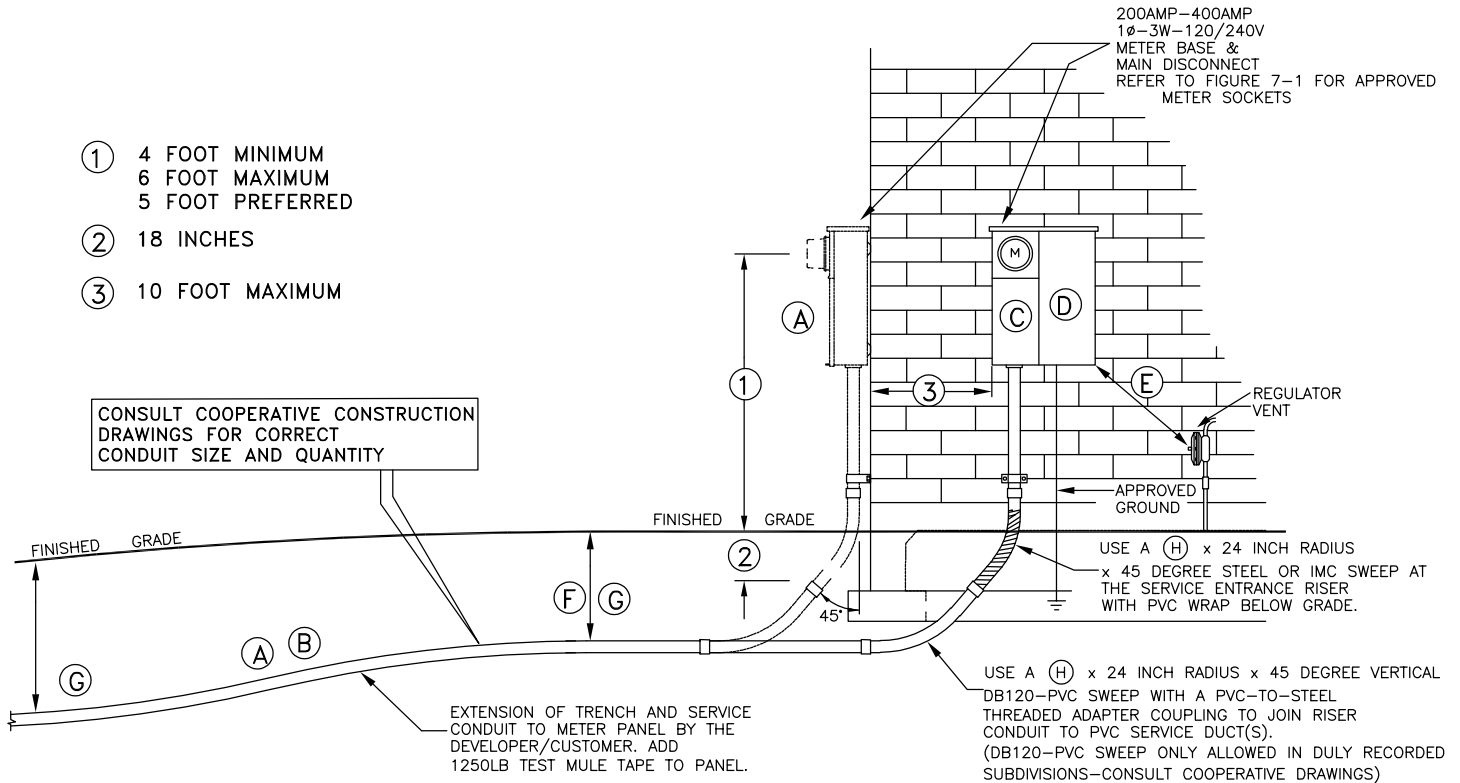 200AMP-400AMP
1ø-3W-120/240V
METER BASE &
MAIN DISCONNECT
REFER TO FIGURE 7-1 FOR APPROVED
METER SOCKETS
1 4 FOOT MINIMUM
6 FOOT MAXIMUM
5 FOOT PREFERRED
2 18 INCHES
3 10 FOOT MAXIMUM
M
A
C
D
1
3
E
REGULATOR
VENT
CONSULT COOPERATIVE CONSTRUCTION
DRAWINGS FOR CORRECT
CONDUIT SIZE AND QUANTITY
APPROVED
GROUND
FINISHED GRADE
FINISHED GRADE
2
USE A H x 24 INCH RADIUS
x 45 DEGREE STEEL OR IMC SWEEP AT
THE SERVICE ENTRANCE RISER
WITH PVC WRAP BELOW GRADE.
F G
45°
A B
G
USE A H x 24 INCH RADIUS x 45 DEGREE VERTICAL
DB120-PVC SWEEP WITH A PVC-TO-STEEL
THREADED ADAPTER COUPLING TO JOIN RISER
CONDUIT TO PVC SERVICE DUCT(S).
(DB120-PVC SWEEP ONLY ALLOWED IN DULY RECORDED
SUBDIVISIONS-CONSULT COOPERATIVE DRAWINGS)
EXTENSION OF TRENCH AND SERVICE
CONDUIT TO METER PANEL BY THE
DEVELOPER/CUSTOMER. ADD
1250LB TEST MULE TAPE TO PANEL.